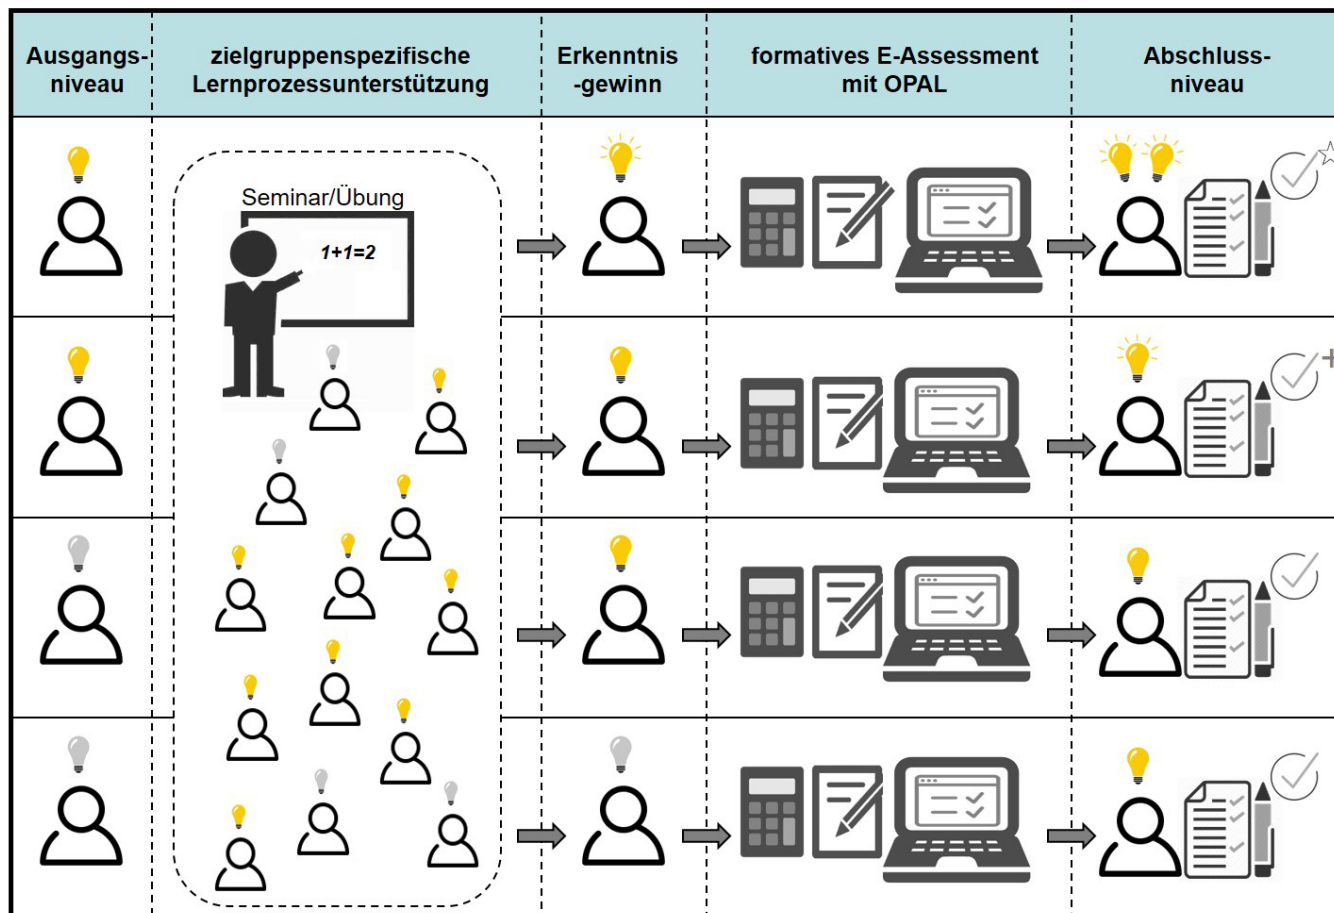 Ausgangs-
niveau
zielgruppenspezifische
Lernprozessunterstützung
Erkenntnis
-gewinn
formatives E-Assessment
mit OPAL
Abschluss-
niveau
Seminar/Übung
1+1=2